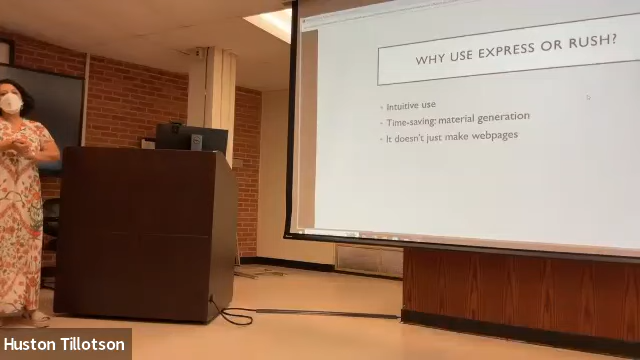 WHY USE EXPRESS OR RUSH?
• Intuitive use
• Time-saving: material generation
• It doesn't just make webpages
Huston Tillotson